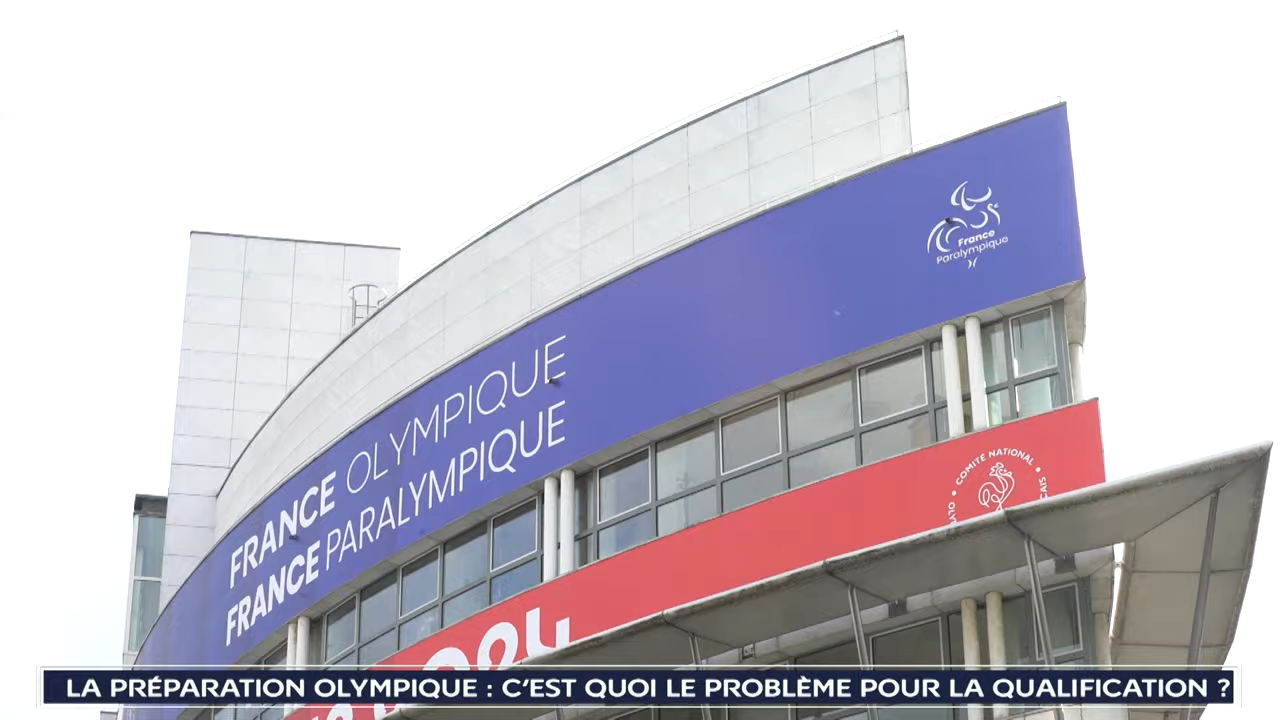 France
Paralympique
FRANCE OLYMPIQUE
FRANCE PARALYMPIQUE
COMITÉ NATIONAL
LA PRÉPARATION OLYMPIQUE : C'EST QUOI LE PROBLÈME POUR LA QUALIFICATION ?